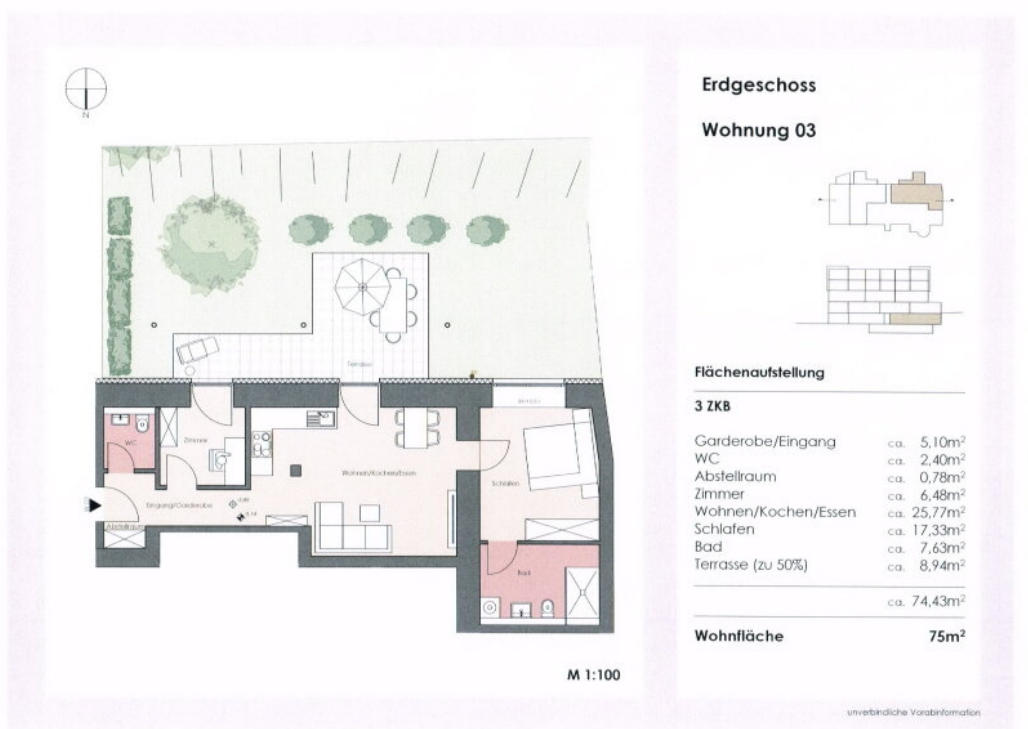 N
Erdgeschoss
Wohnung 03
Terrasse
WC
Zimmer
Wohnen/Kochen/Essen
Schlafen
Eingang/Garderobe
Abstellraum
Bad
M 1:100
Flächenaufstellung
3 ZKB
Garderobe/Eingang ca. 5,10m²
WC ca. 2,40m²
Abstellraum ca. 0,78m²
Zimmer ca. 6,48m²
Wohnen/Kochen/Essen ca. 25,77m²
Schlafen ca. 17,33m²
Bad ca. 7,63m²
Terrasse (zu 50%) ca. 8,94m²
ca. 74,43m²
Wohnfläche 75m²
unverbindliche Vorabinformation